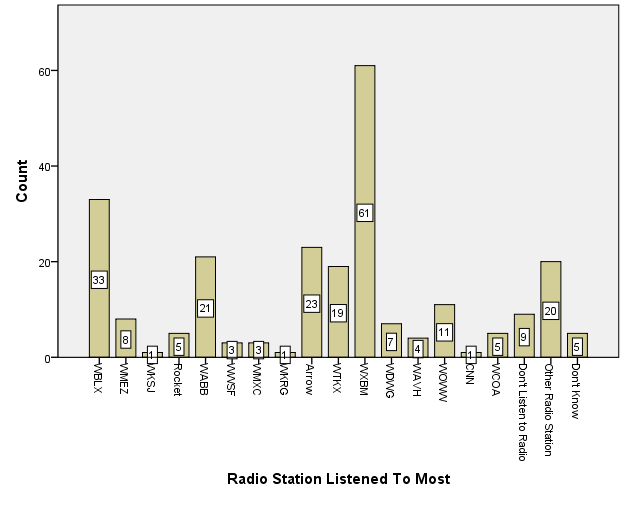 60
40
20
0
Count
33
8
1
5
21
3
3
1
23
19
61
7
4
11
1
5
9
20
5
WBLX
WMEZ
WKSJ
Rocket
WABB
WWSF
WMXC
WKRG
Arrow
WTKX
WXBM
WDWG
WAVH
WOWW
CNN
WCOA
Don't Listen to Radio
Other Radio Station
Don't Know
Radio Station Listened To Most